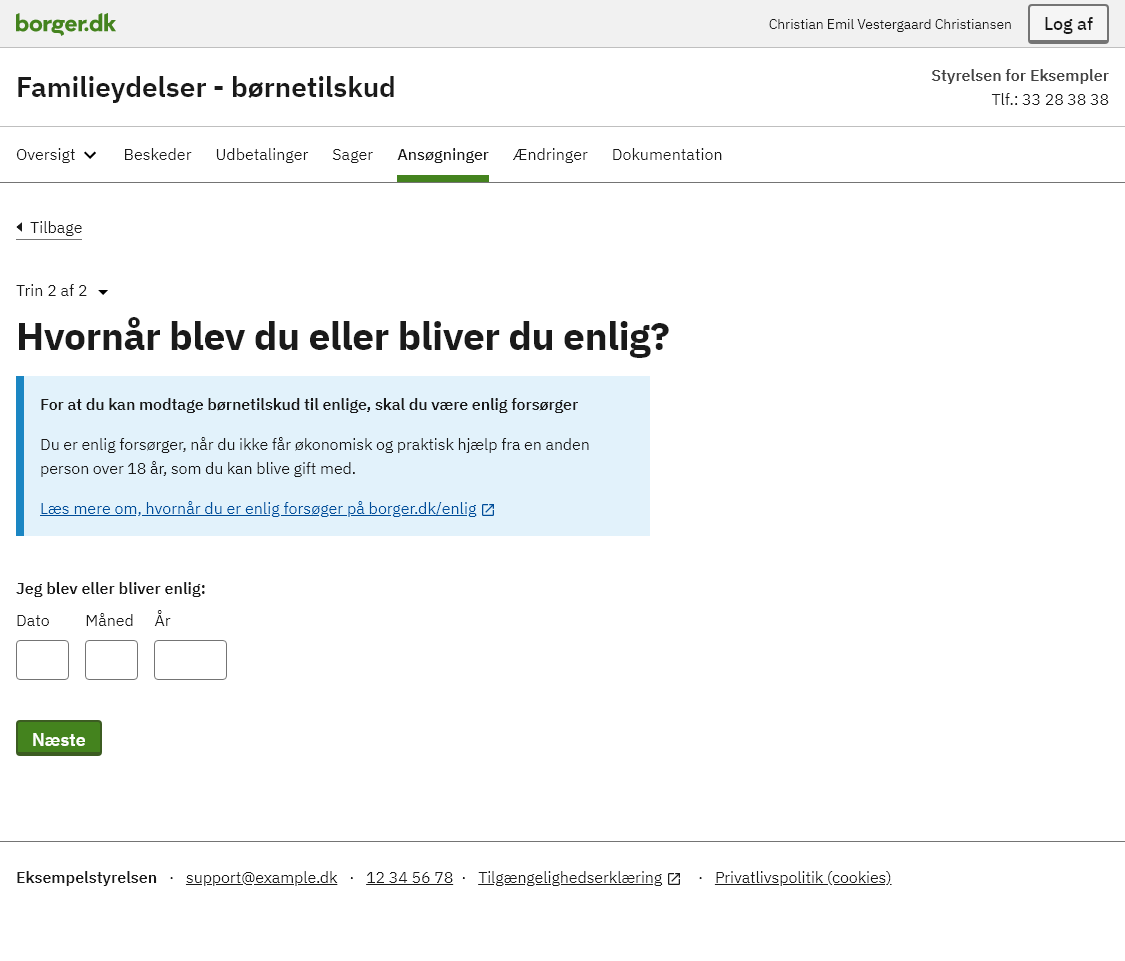 borger.dk
Christian Emil Vestergaard Christiansen
Log af
Familieydelser - børnetilskud
Styrelsen for Eksempler
Tlf.: 33 28 38 38
Oversigt Beskeder Udbetalinger Sager Ansøgninger Ændringer Dokumentation
Tilbage
Trin 2 af 2
Hvornår blev du eller bliver du enlig?
For at du kan modtage børnetilskud til enlige, skal du være enlig forsørger
Du er enlig forsørger, når du ikke får økonomisk og praktisk hjælp fra en anden
person over 18 år, som du kan blive gift med.
Læs mere om, hvornår du er enlig forsøger på borger.dk/enlig
Jeg blev eller bliver enlig:
Dato Måned År
Næste
Eksempelstyrelsen · support@example.dk · 12 34 56 78 · Tilgængelighedserklæring · Privatlivspolitik (cookies)